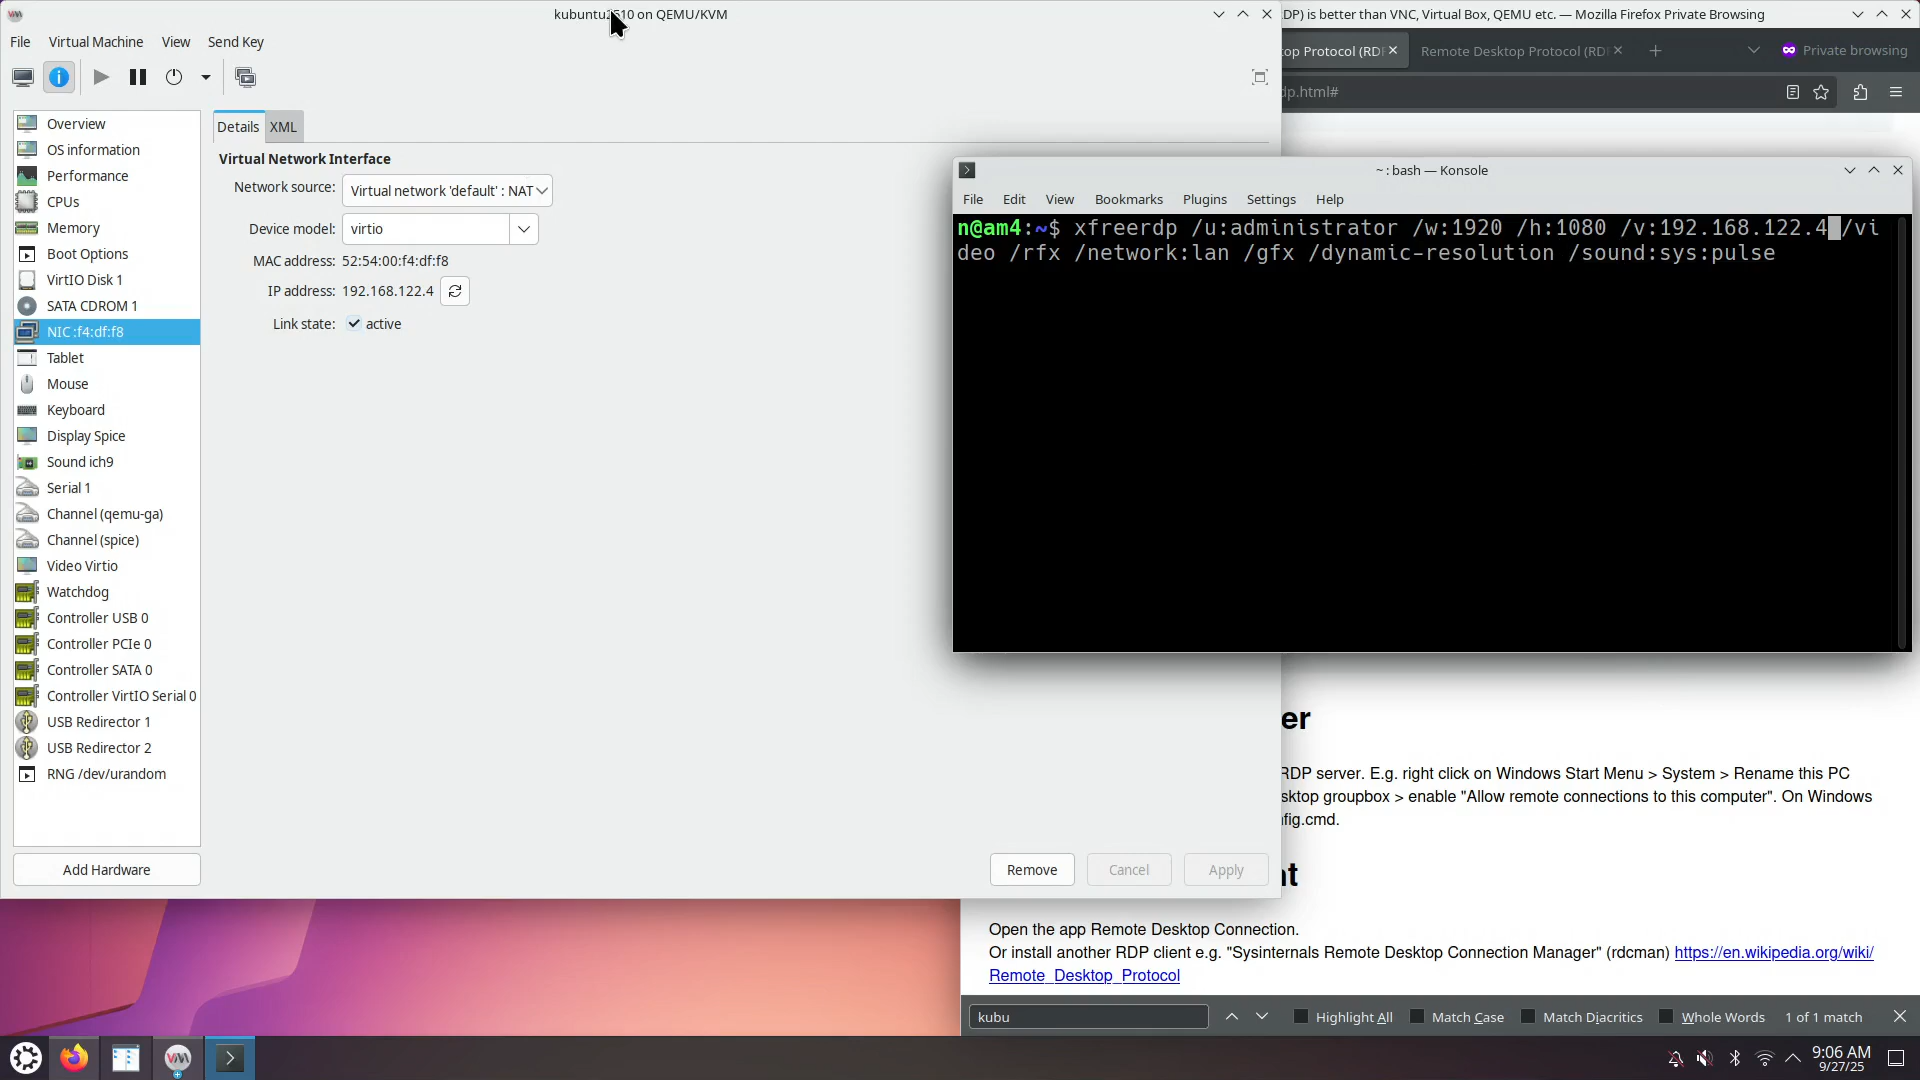 kubuntu2510 on QEMU/KVM
File Virtual Machine View Send Key
Overview
OS information
Performance
CPUs
Memory
Boot Options
VirtIO Disk 1
SATA CDROM 1
NIC :f4:df:f8
Tablet
Mouse
Keyboard
Display Spice
Sound ich9
Serial 1
Channel (qemu-ga)
Channel (spice)
Video Virtio
Watchdog
Controller USB 0
Controller PCIe 0
Controller SATA 0
Controller VirtIO Serial 0
USB Redirector 1
USB Redirector 2
RNG /dev/urandom
Add Hardware
Details XML
Virtual Network Interface
Network source: Virtual network 'default' : NAT
Device model: virtio
MAC address: 52:54:00:f4:df:f8
IP address: 192.168.122.4
Link state: active
Remove Cancel Apply
DP) is better than VNC, Virtual Box, QEMU etc. — Mozilla Firefox Private Browsing
top Protocol (RDP Remote Desktop Protocol (RDP Private browsing
dp.html#
~ : bash — Konsole
File Edit View Bookmarks Plugins Settings Help
n@am4:~$ xfreerdp /u:administrator /w:1920 /h:1080 /v:192.168.122.4 /vi
deo /rfx /network:lan /gfx /dynamic-resolution /sound:sys:pulse
er
RDP server. E.g. right click on Windows Start Menu > System > Rename this PC
sktop groupbox > enable "Allow remote connections to this computer". On Windows
fig.cmd.
nt
Open the app Remote Desktop Connection.
Or install another RDP client e.g. "Sysinternals Remote Desktop Connection Manager" (rdcman) https://en.wikipedia.org/wiki/
Remote_Desktop_Protocol
kubu Highlight All Match Case Match Diacritics Whole Words 1 of 1 match
9:06 AM
9/27/25